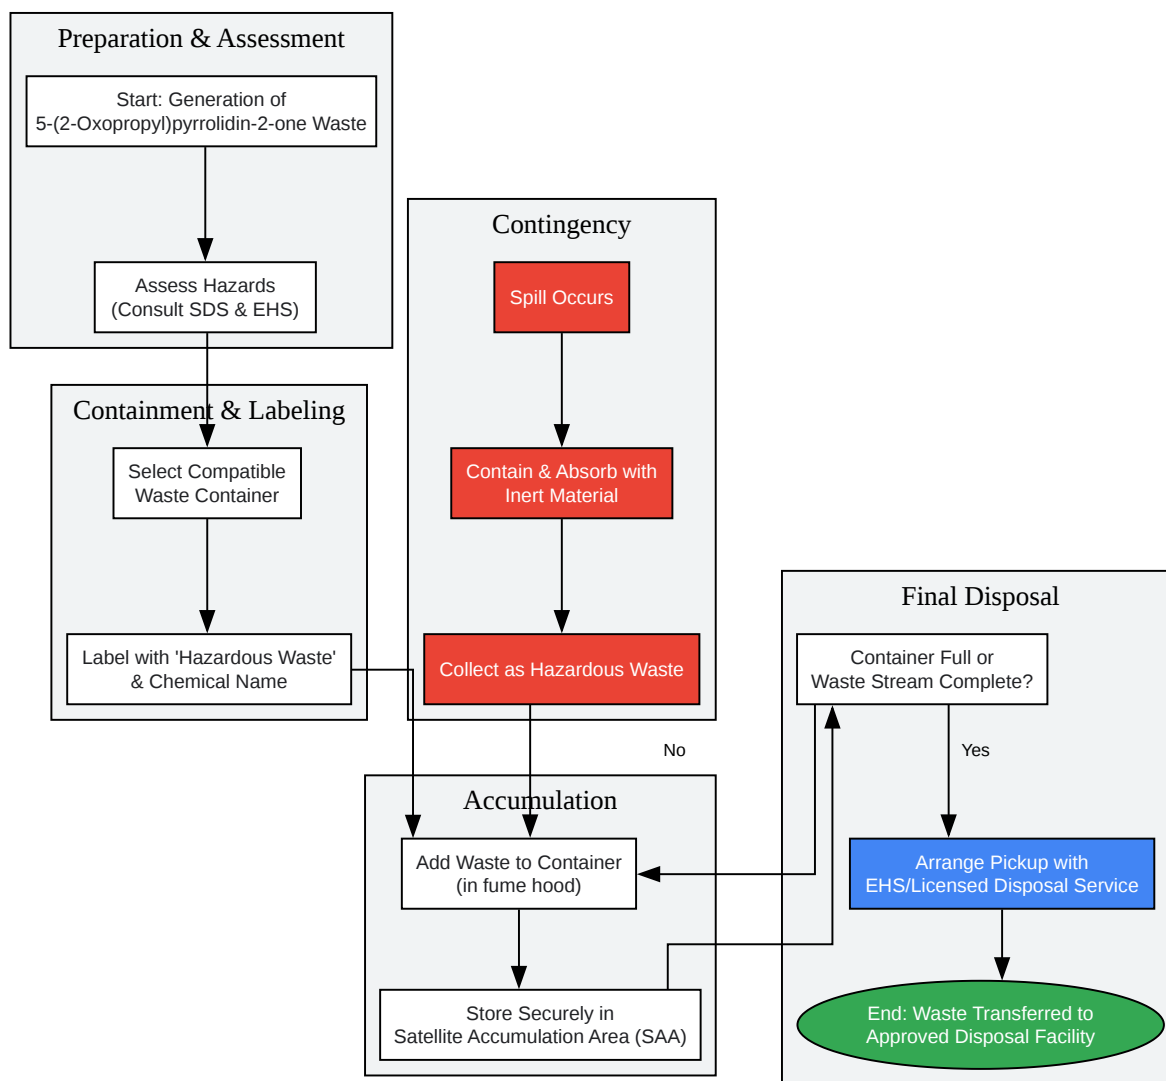 Preparation & Assessment
Start: Generation of
5-(2-Oxopropyl)pyrrolidin-2-one Waste
Assess Hazards
(Consult SDS & EHS)
Containment & Labeling
Select Compatible
Waste Container
Label with 'Hazardous Waste'
& Chemical Name
Contingency
Spill Occurs
Contain & Absorb with
Inert Material
Collect as Hazardous Waste
No
Accumulation
Add Waste to Container
(in fume hood)
Store Securely in
Satellite Accumulation Area (SAA)
Final Disposal
Container Full or
Waste Stream Complete?
Yes
Arrange Pickup with
EHS/Licensed Disposal Service
End: Waste Transferred to
Approved Disposal Facility